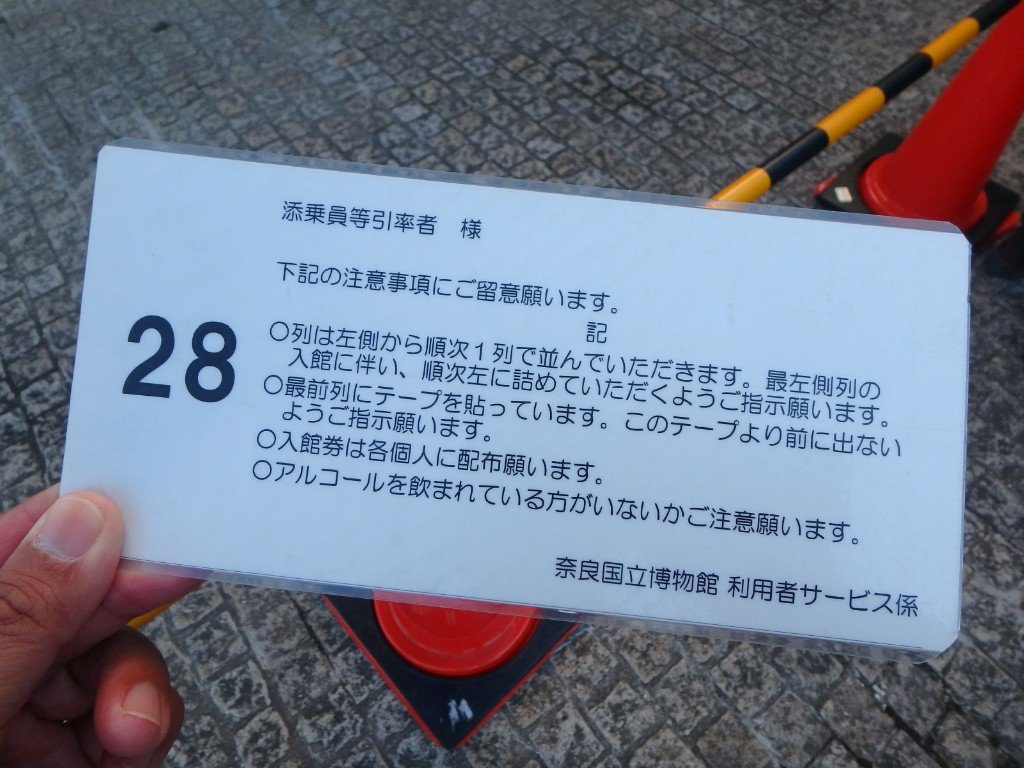 添乗員等引率者 様
下記の注意事項にご留意願います。
記
28
○列は左側から順次1列で並んでいただきます。最左側列の
入館に伴い、順次左に詰めていただくようご指示願います。
○最前列にテープを貼っています。このテープより前に出ない
ようご指示願います。
○入館券は各個人に配布願います。
○アルコールを飲まれている方がいないかご注意願います。
奈良国立博物館 利用者サービス係